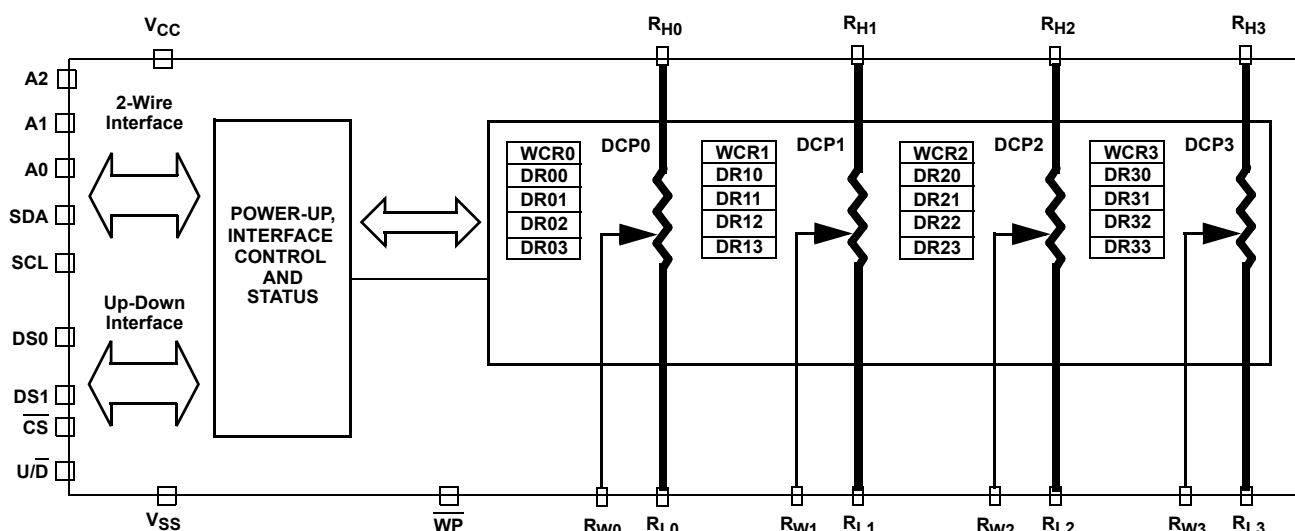 VCC RH0 RH1 RH2 RH3
A2
A1
A0
SDA
SCL
DS0
DS1
CS
U/D
2-Wire
Interface
Up-Down
Interface
POWER-UP,
INTERFACE
CONTROL
AND
STATUS
WCR0
DR00
DR01
DR02
DR03
DCP0
WCR1
DR10
DR11
DR12
DR13
DCP1
WCR2
DR20
DR21
DR22
DR23
DCP2
WCR3
DR30
DR31
DR32
DR33
DCP3
VSS WP RW0 RL0 RW1 RL1 RW2 RL2 RW3 RL3